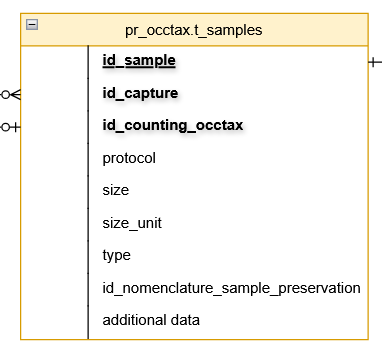 pr_occtax.t_samples
id_sample
id_capture
id_counting_occtax
protocol
size
size_unit
type
id_nomenclature_sample_preservation
additional data